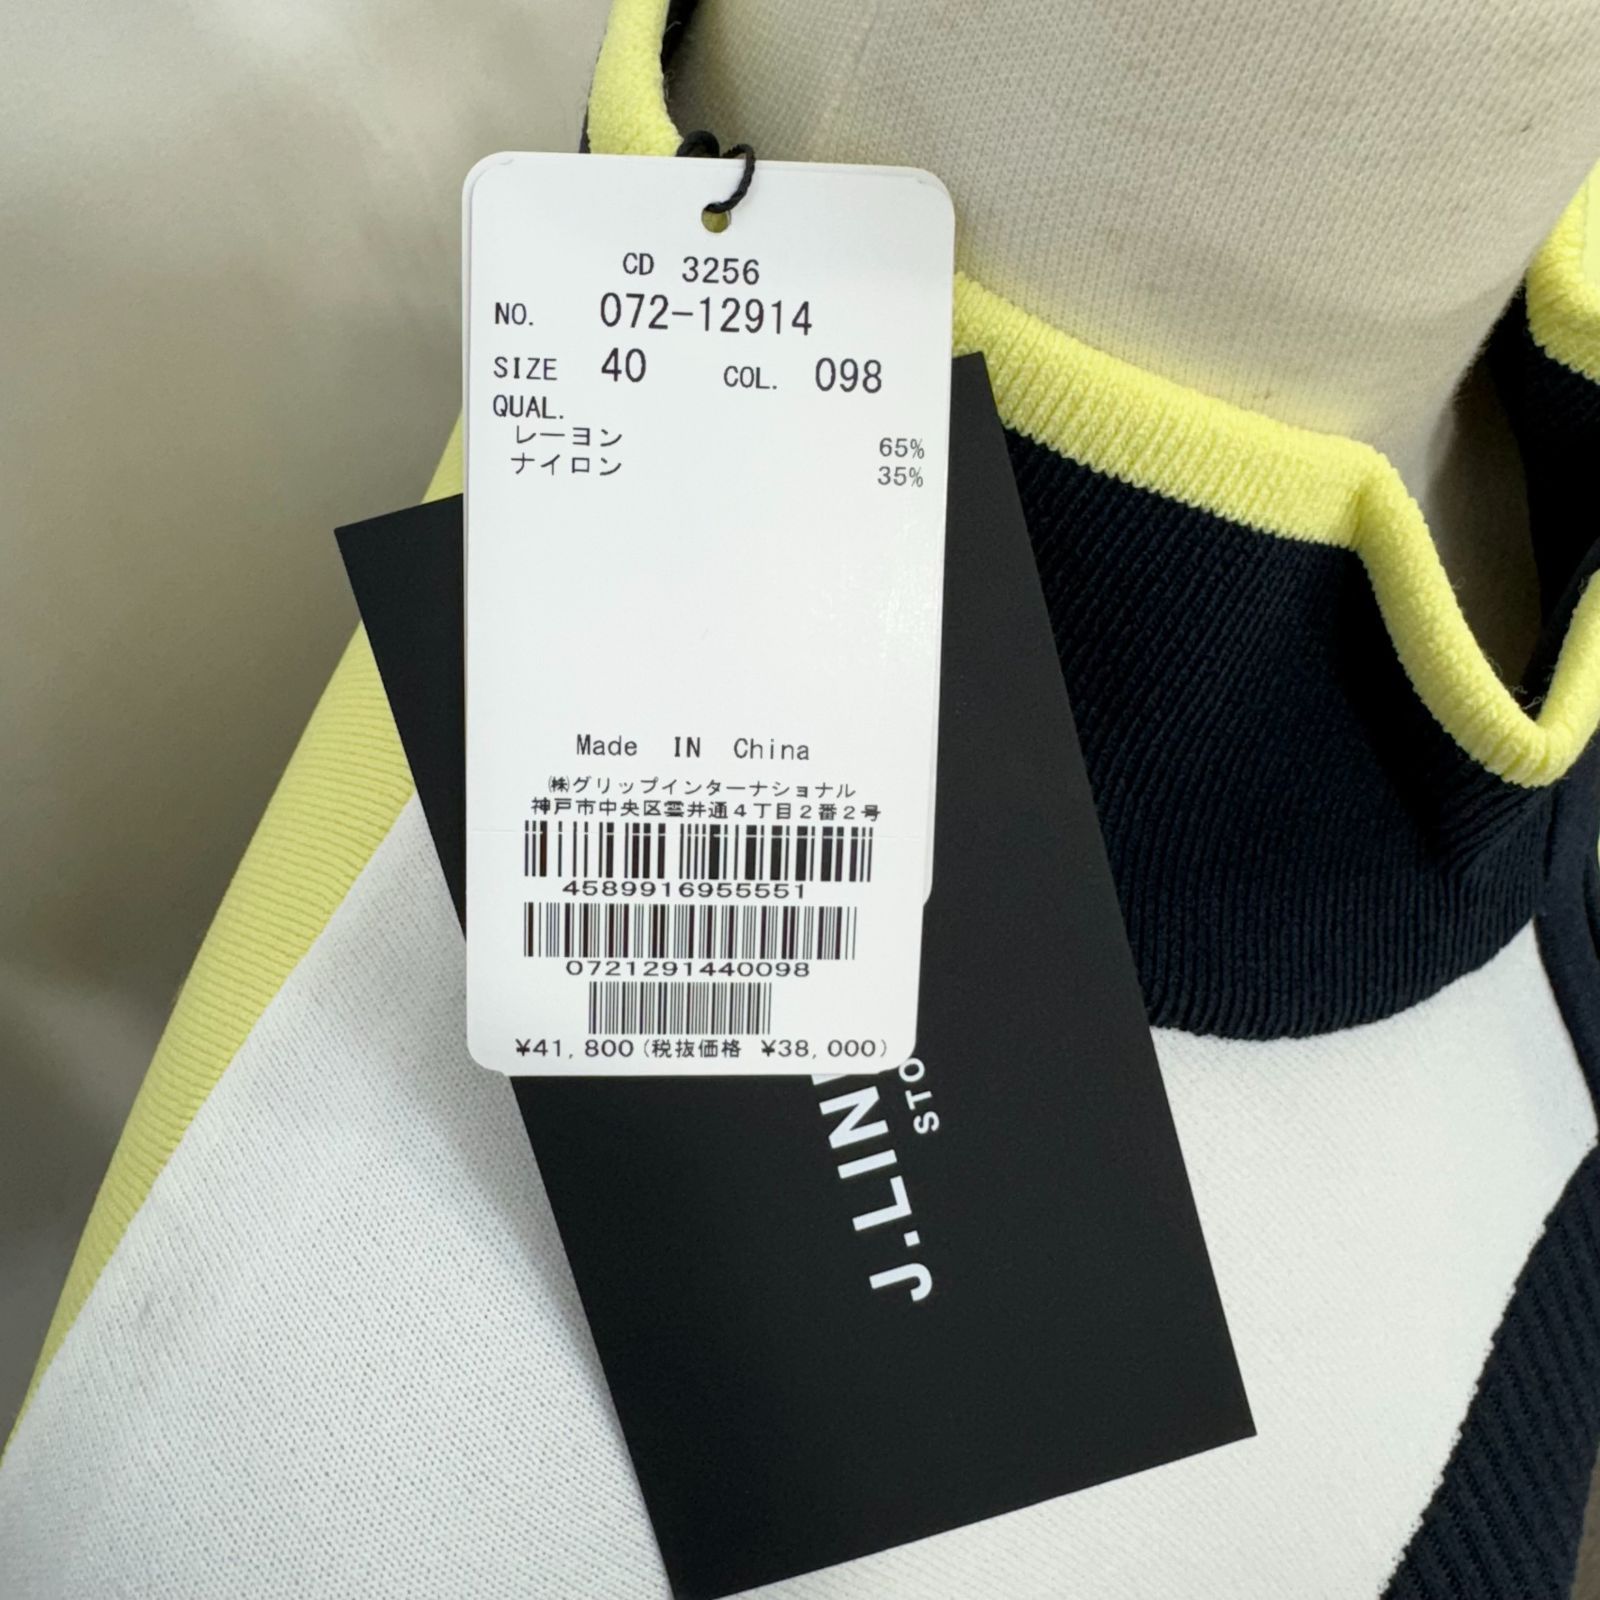 CD 3256
NO. 072-12914
SIZE 40 COL. 098
QUAL.
レーヨン 65%
ナイロン 35%
Made IN China
㈱グリップインターナショナル
神戸市中央区雲井通4丁目2番2号
4589916955551
0721291440098
¥41,800(税抜価格 ¥38,000)
J.LIN
STO